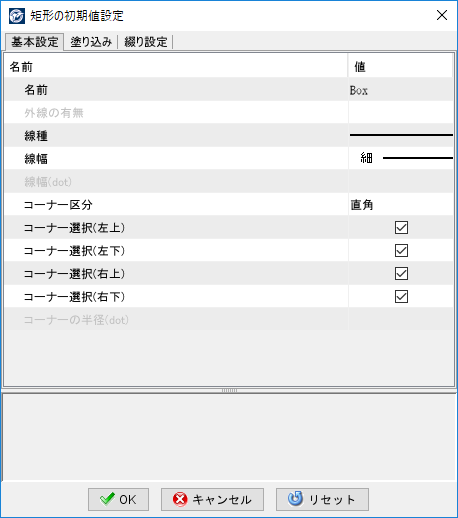 矩形の初期値設定
基本設定 塗り込み 綴り設定
名前 値
名前 Box
外線の有無
線種
線幅 細
線幅(dot)
コーナー区分 直角
コーナー選択(左上)
コーナー選択(左下)
コーナー選択(右上)
コーナー選択(右下)
コーナーの半径(dot)
OK キャンセル リセット